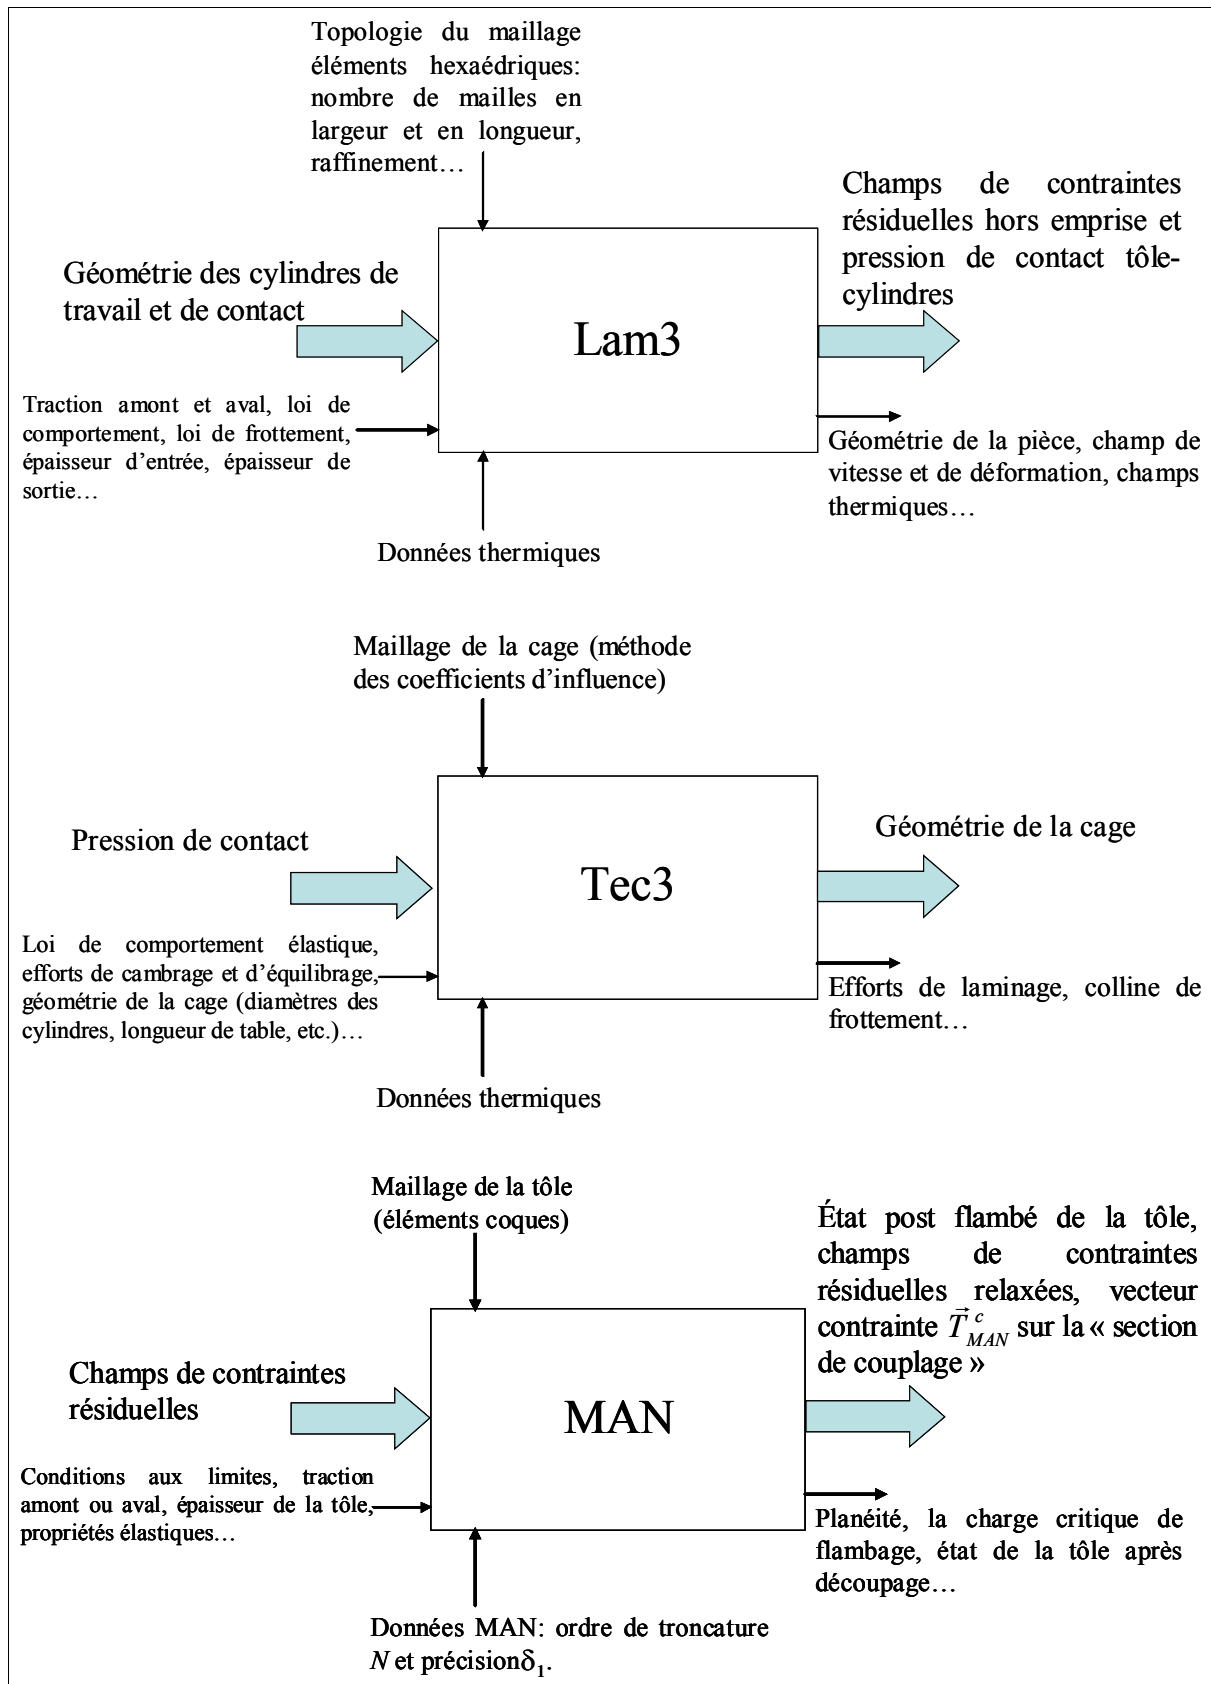 Topologie du maillage
éléments hexaédriques:
nombre de mailles en
largeur et en longueur,
raffinement…
Géométrie des cylindres de
travail et de contact
Traction amont et aval, loi de
comportement, loi de frottement,
épaisseur d'entrée, épaisseur de
sortie…
Lam3
Données thermiques
Champs de contraintes
résiduelles hors emprise et
pression de contact tôle-
cylindres
Géométrie de la pièce, champ de
vitesse et de déformation, champs
thermiques…
Maillage de la cage (méthode
des coefficients d'influence)
Pression de contact
Loi de comportement élastique,
efforts de cambrage et d'équilibrage,
géométrie de la cage (diamètres des
cylindres, longueur de table, etc.)…
Tec3
Données thermiques
Géométrie de la cage
Efforts de laminage, colline de
frottement…
Maillage de la tôle
(éléments coques)
Champs de contraintes
résiduelles
Conditions aux limites, traction
amont ou aval, épaisseur de la tôle,
propriétés élastiques…
MAN
Données MAN: ordre de troncature
N et précisionδ₁.
État post flambé de la tôle,
champs de contraintes
résiduelles relaxées, vecteur
contrainte $\vec{T}^{c}_{MAN}$ sur la « section
de couplage »
Planéité, la charge critique de
flambage, état de la tôle après
découpage…